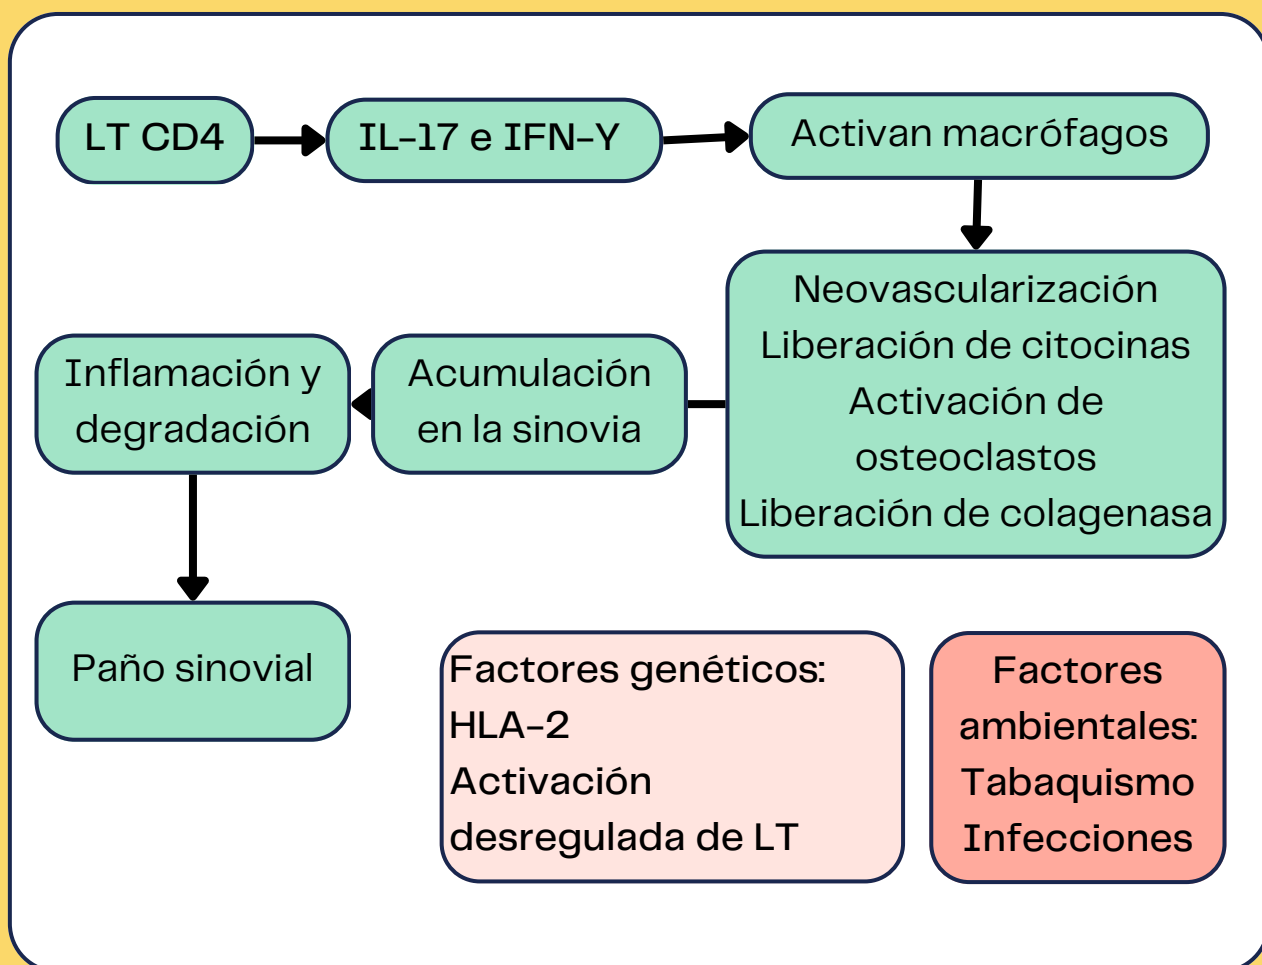 LT CD4
IL-17 e IFN-Y
Activan macrófagos
Neovascularización
Liberación de citocinas
Activación de
osteoclastos
Liberación de colagenasa
Acumulación
en la sinovia
Inflamación y
degradación
Paño sinovial
Factores genéticos:
HLA-2
Activación
desregulada de LT
Factores
ambientales:
Tabaquismo
Infecciones